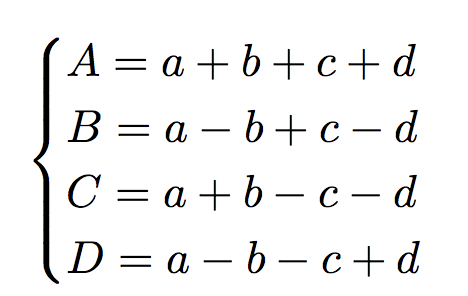 A = a + b + c + d
B = a − b + c − d
C = a + b − c − d
D = a − b − c + d